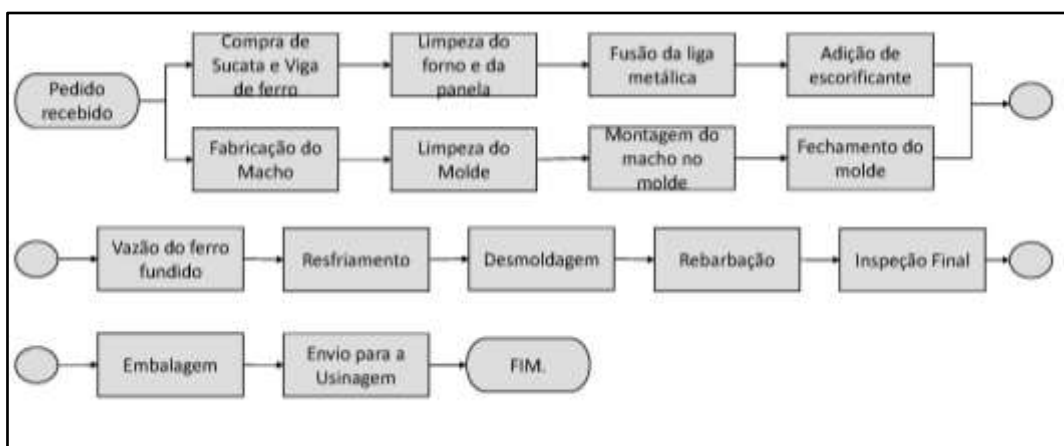 Pedido
recebido
Compra de
Sucata e Viga
de ferro
Limpeza do
forno e da
panela
Fusão da liga
metálica
Adição de
escorificante
Fabricação do
Macho
Limpeza do
Molde
Montagem do
macho no
molde
Fechamento do
molde
Vazão do ferro
fundido
Resfriamento
Desmoldagem
Rebarbação
Inspeção Final
Embalagem
Envio para a
Usinagem
FIM.